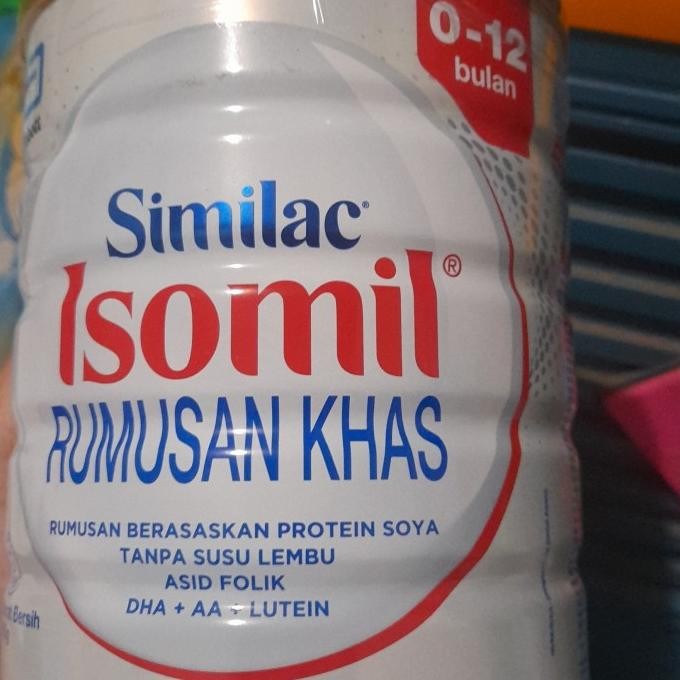 0-12
bulan
Similac®
Isomil®
RUMUSAN KHAS
RUMUSAN BERASASKAN PROTEIN SOYA
TANPA SUSU LEMBU
ASID FOLIK
DHA + AA + LUTEIN
Bersih